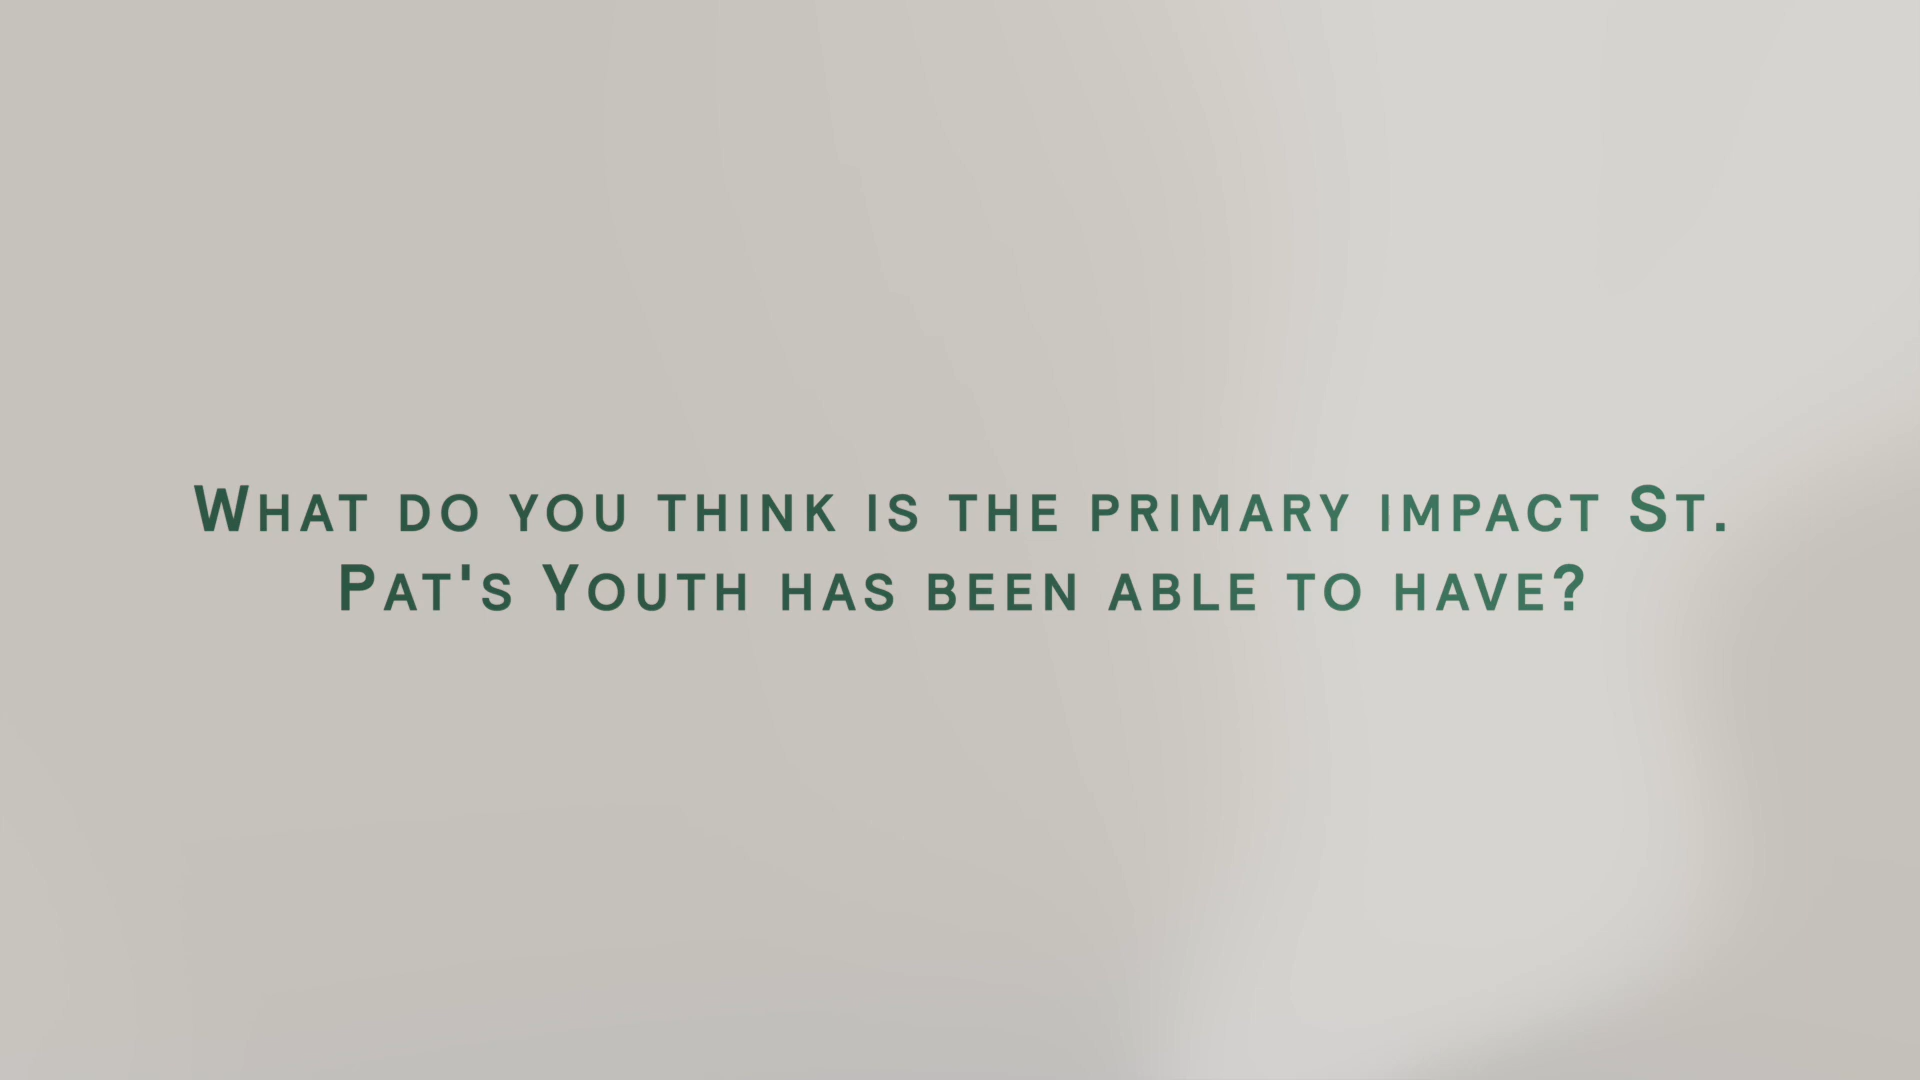 What do you think is the primary impact St.
Pat's Youth has been able to have?